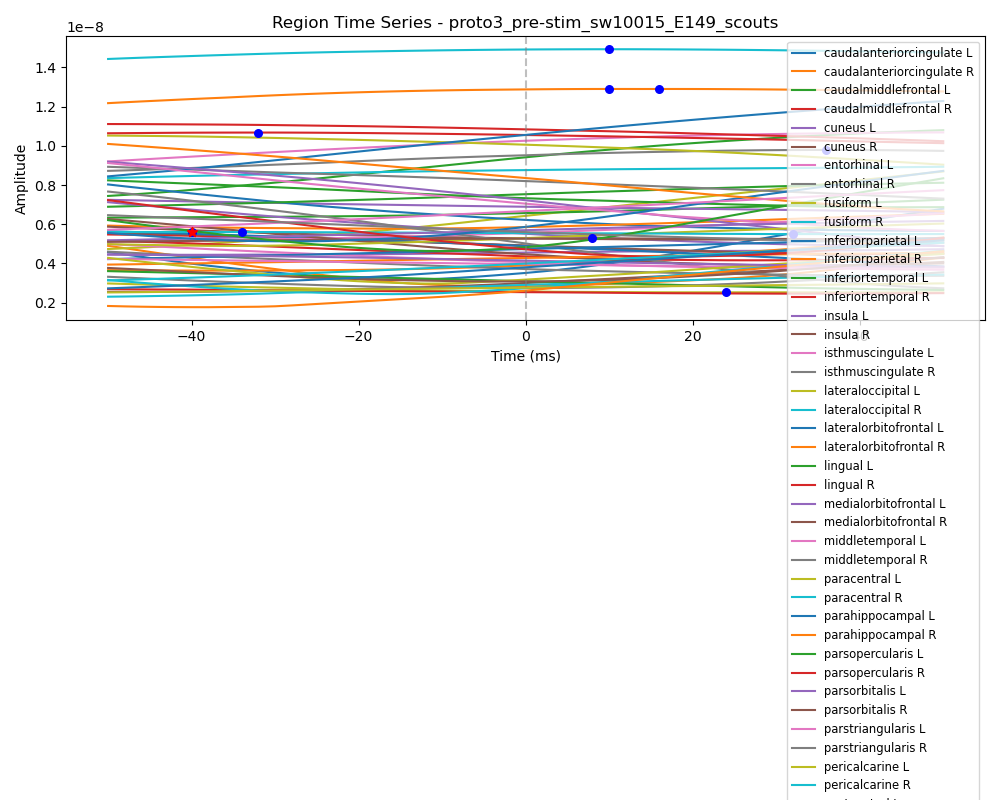 Region Time Series - proto3_pre-stim_sw10015_E149_scouts
1e−8
1.4
1.2
1.0
0.8
0.6
0.4
0.2
Amplitude
−40
−20
0
20
Time (ms)
caudalanteriorcingulate L
caudalanteriorcingulate R
caudalmiddlefrontal L
caudalmiddlefrontal R
cuneus L
cuneus R
entorhinal L
entorhinal R
fusiform L
fusiform R
inferiorparietal L
inferiorparietal R
inferiortemporal L
inferiortemporal R
insula L
insula R
isthmuscingulate L
isthmuscingulate R
lateraloccipital L
lateraloccipital R
lateralorbitofrontal L
lateralorbitofrontal R
lingual L
lingual R
medialorbitofrontal L
medialorbitofrontal R
middletemporal L
middletemporal R
paracentral L
paracentral R
parahippocampal L
parahippocampal R
parsopercularis L
parsopercularis R
parsorbitalis L
parsorbitalis R
parstriangularis L
parstriangularis R
pericalcarine L
pericalcarine R